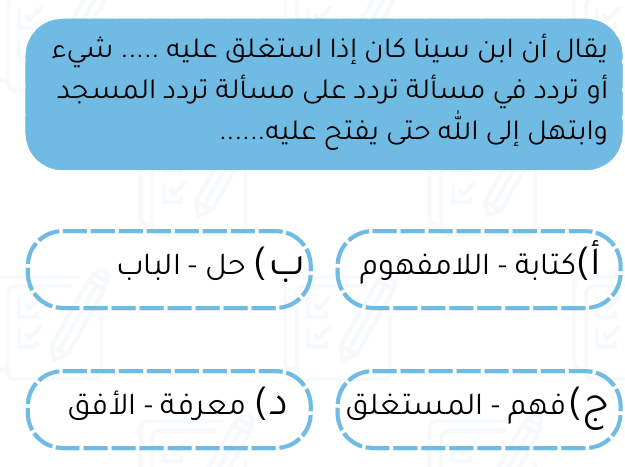 يقال أن ابن سينا كان إذا استغلق عليه ..... شيء
أو تردد في مسألة تردد على مسألة تردد المسجد
وابتهل إلى الله حتى يفتح عليه......
أ)كتابة - اللامفهوم
ب) حل - الباب
ج)فهم - المستغلق
د) معرفة - الأفق